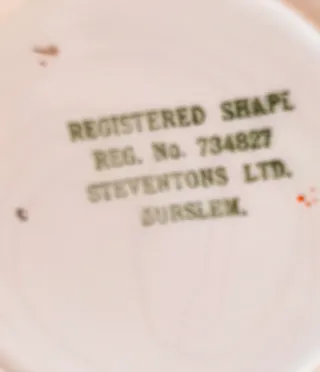 REGISTERED SHAPE
REG. No. 734827
STEVENTONS LTD.
BURSLEM.